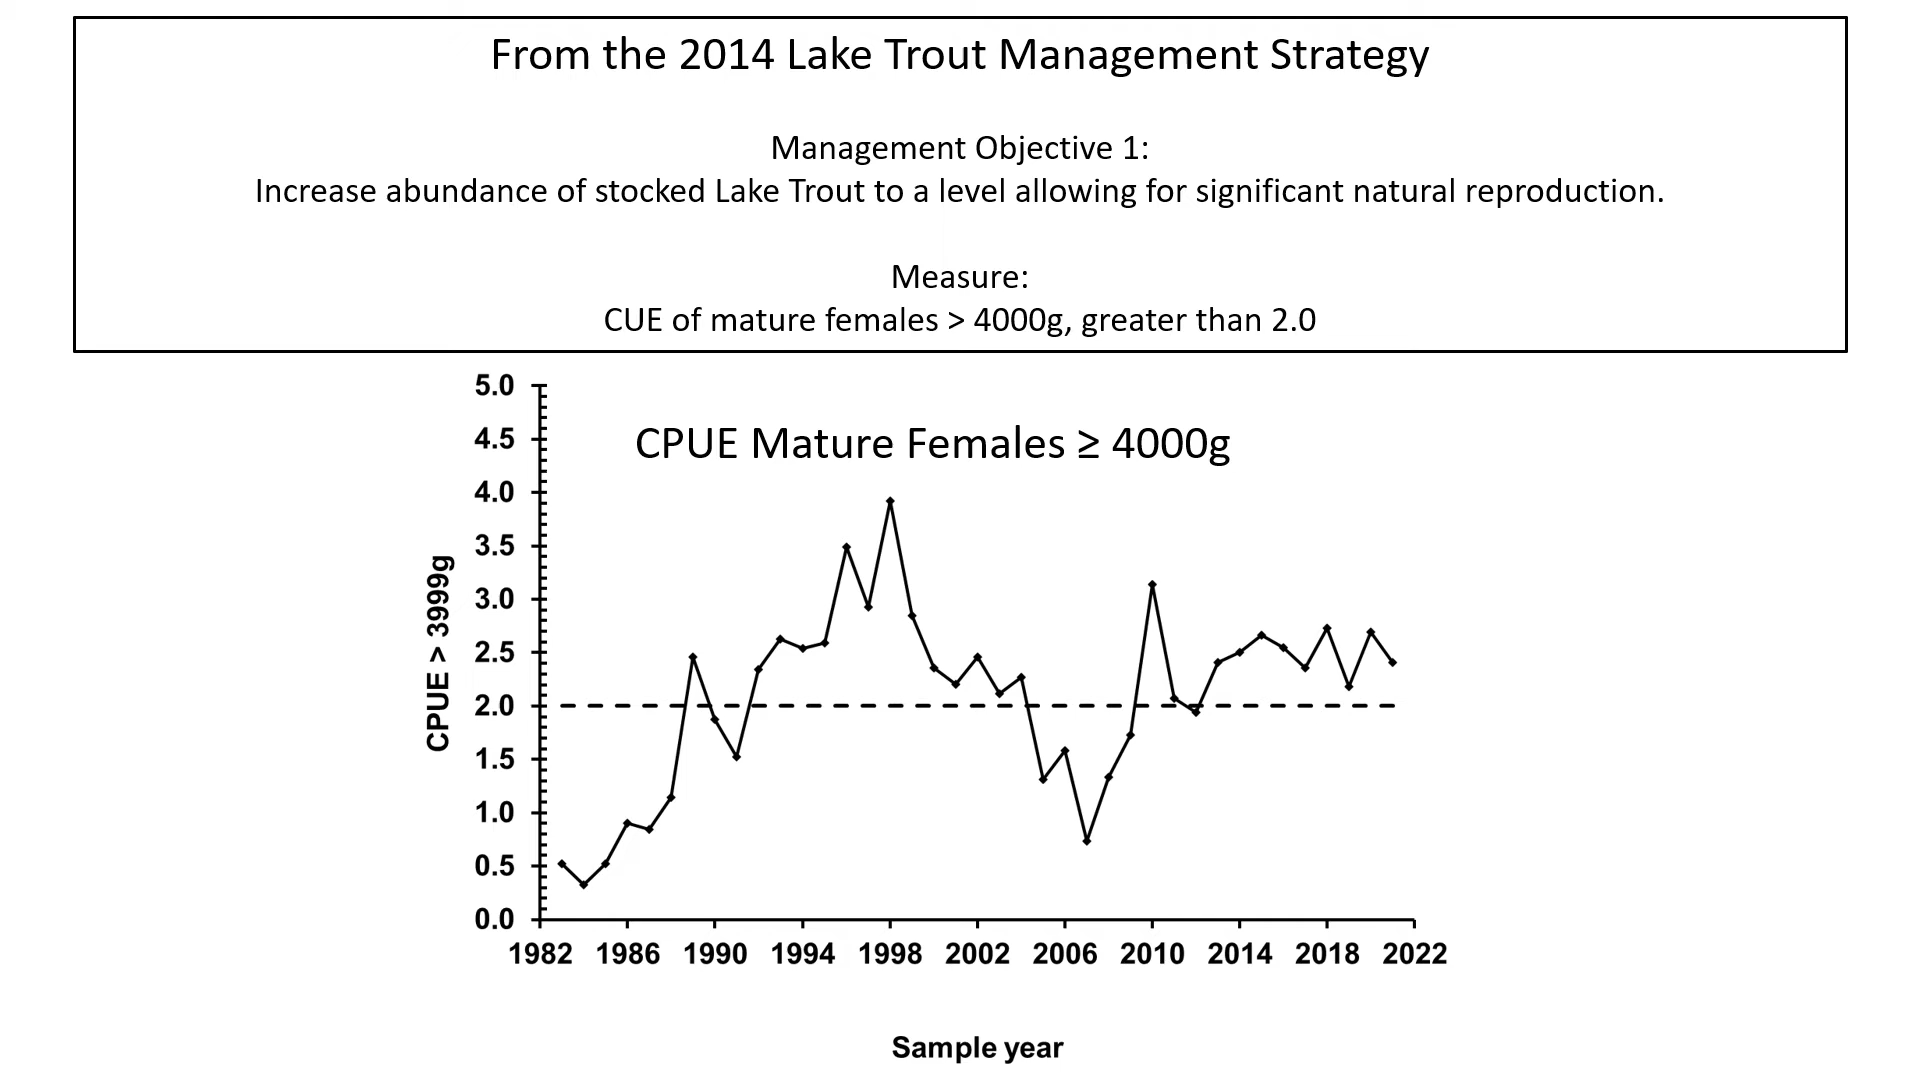 From the 2014 Lake Trout Management Strategy
Management Objective 1:
Increase abundance of stocked Lake Trout to a level allowing for significant natural reproduction.
Measure:
CUE of mature females > 4000g, greater than 2.0
CPUE Mature Females ≥ 4000g
CPUE > 3999g
5.0
4.5
4.0
3.5
3.0
2.5
2.0
1.5
1.0
0.5
0.0
1982 1986 1990 1994 1998 2002 2006 2010 2014 2018 2022
Sample year